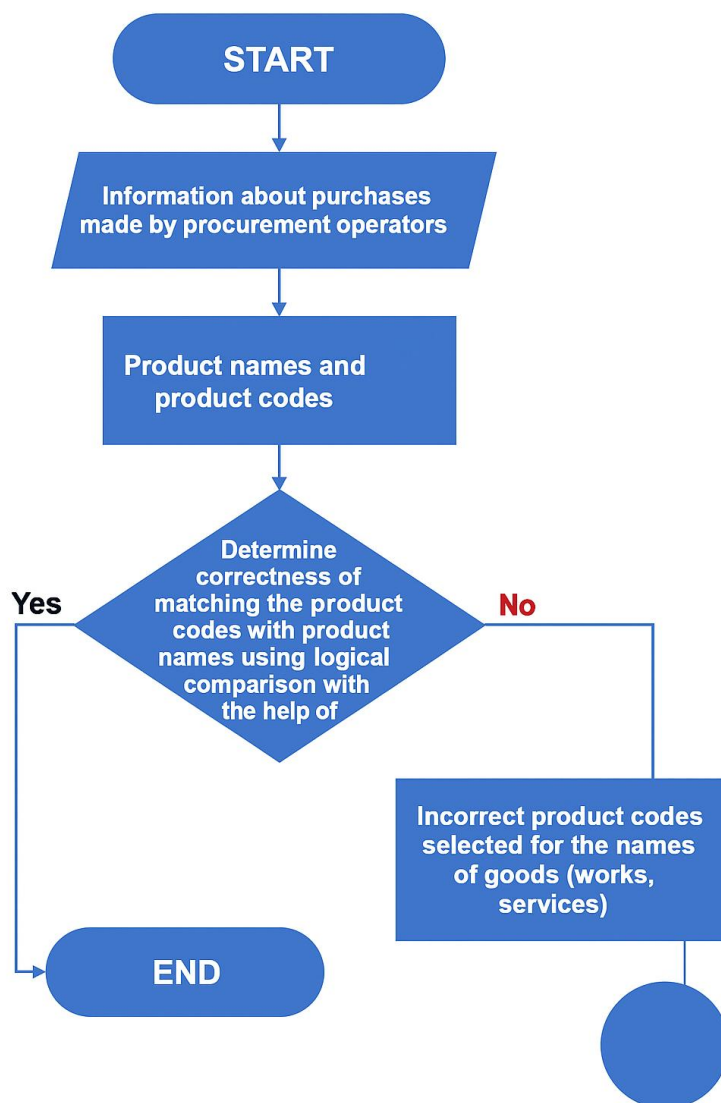 START
Information about purchases
made by procurement operators
Product names and
product codes
Determine
correctness of
matching the product
codes with product
names using logical
comparison with
the help of
Yes
No
Incorrect product codes
selected for the names
of goods (works,
services)
END